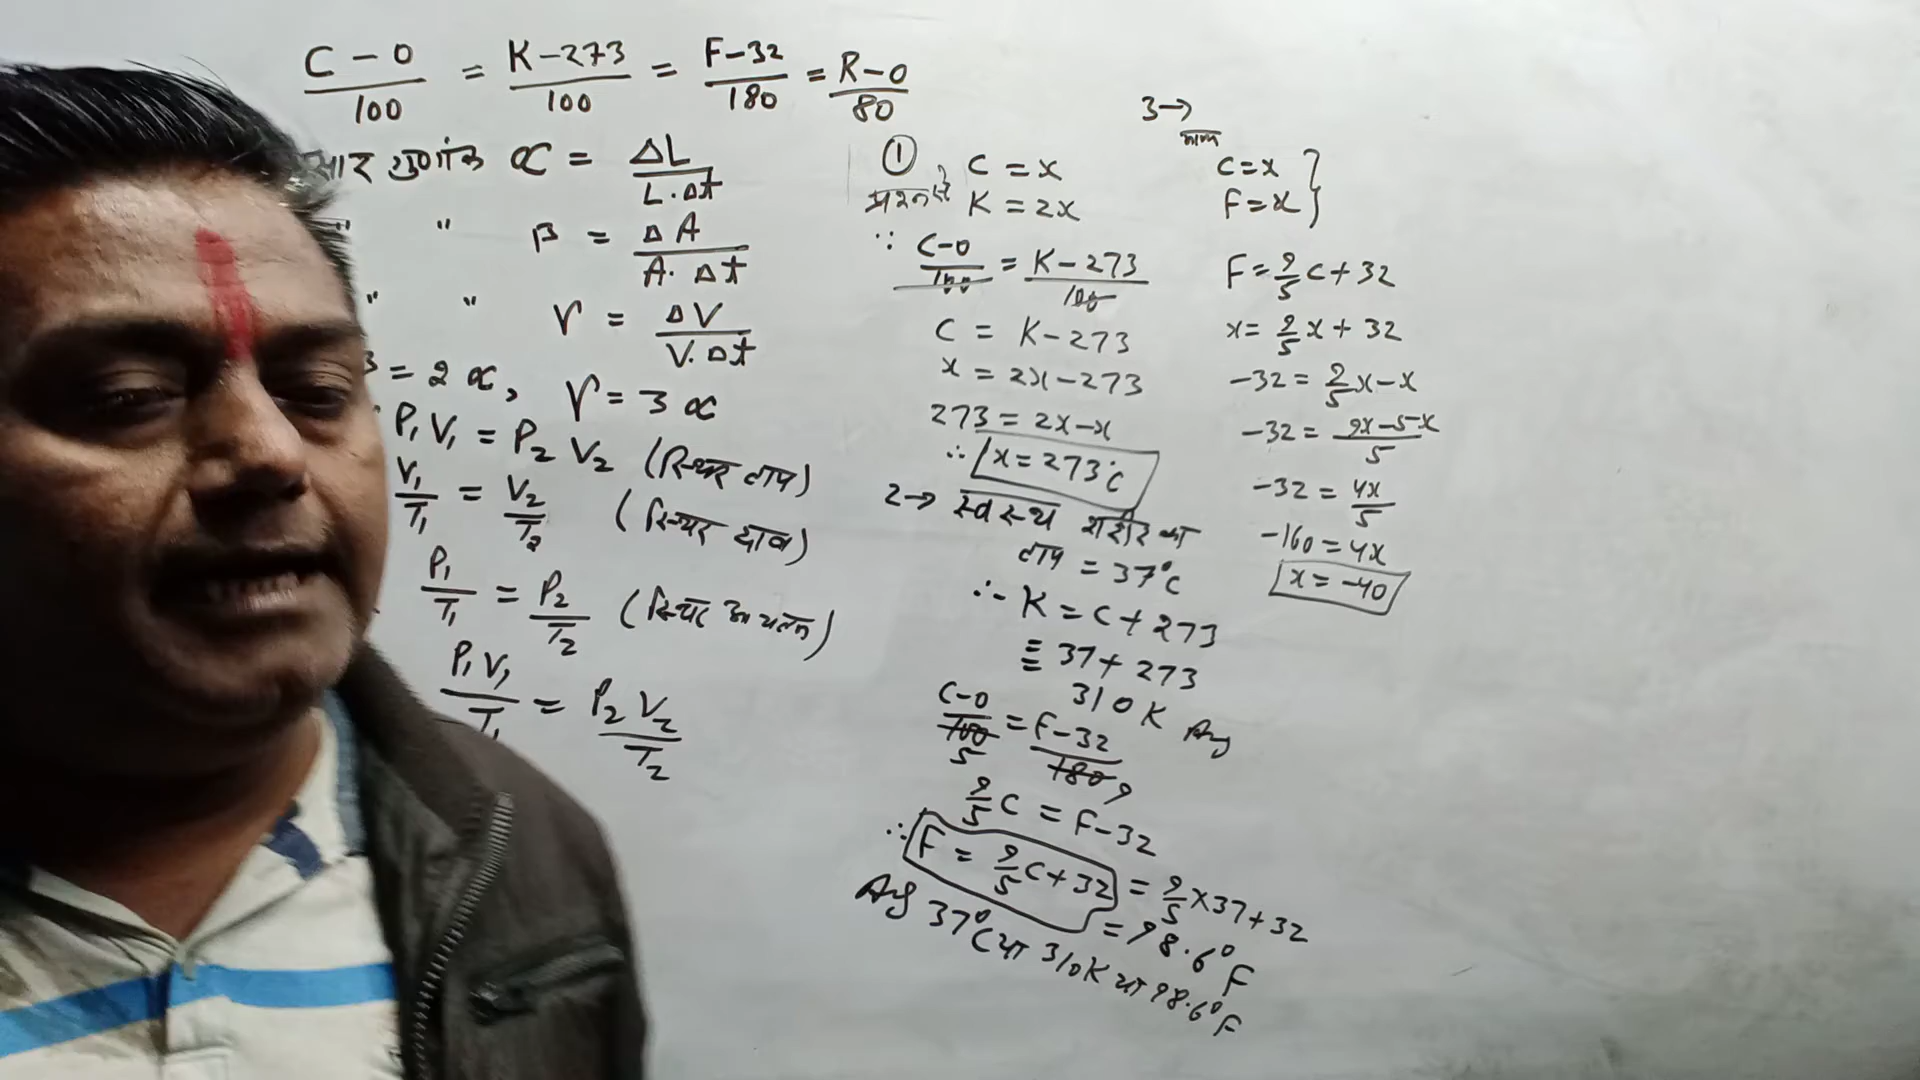 C - 0 / 100 = K - 273 / 100 = F - 32 / 180 = R - 0 / 80
गुणांक α = ΔL / L . Δt
" " β = ΔA / A . Δt
" " γ = ΔV / V . Δt
= 2α, γ = 3α
P₁V₁ = P₂V₂ (स्थिर ताप)
V₁ / T₁ = V₂ / T₂ (स्थिर दाब)
P₁ / T₁ = P₂ / T₂ (स्थिर आयतन)
P₁V₁ / T₁ = P₂V₂ / T₂
① C = x
प्रश्न से K = 2x
∵ C - 0 / 100 = K - 273 / 100
C = K - 273
x = 2x - 273
273 = 2x - x
∴ x = 273°C
2→ स्वस्थ शरीर का
ताप = 37°C
∴ K = C + 273
= 37 + 273
310 K Ans
C - 0 / 100 5 = F - 32 / 180 9
9/5 C = F - 32
∴ F = 9/5 C + 32 = 9/5 × 37 + 32
= 98.6°F
Ans 37°C या 310K या 98.6°F
3→
माना
C = x
F = x }
F = 9/5 C + 32
x = 9/5 x + 32
-32 = 9/5 x - x
-32 = 9x - 5x / 5
-32 = 4x / 5
-160 = 4x
x = -40